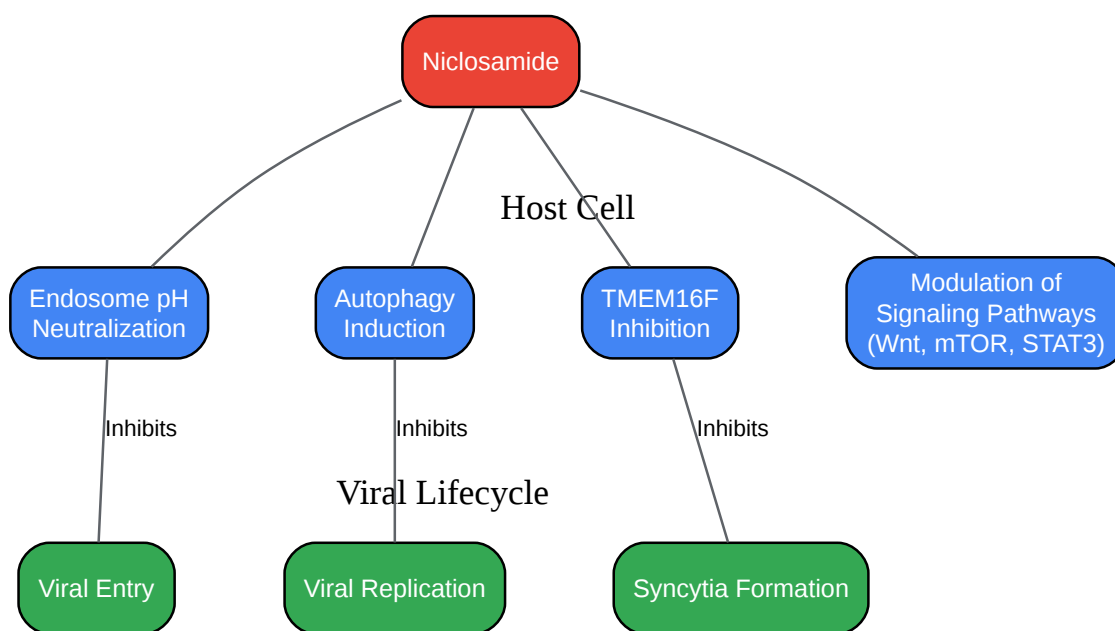 Niclosamide
Host Cell
Endosome pH
Neutralization
Autophagy
Induction
TMEM16F
Inhibition
Modulation of
Signaling Pathways
(Wnt, mTOR, STAT3)
Inhibits
Inhibits
Inhibits
Viral Lifecycle
Viral Entry
Viral Replication
Syncytia Formation